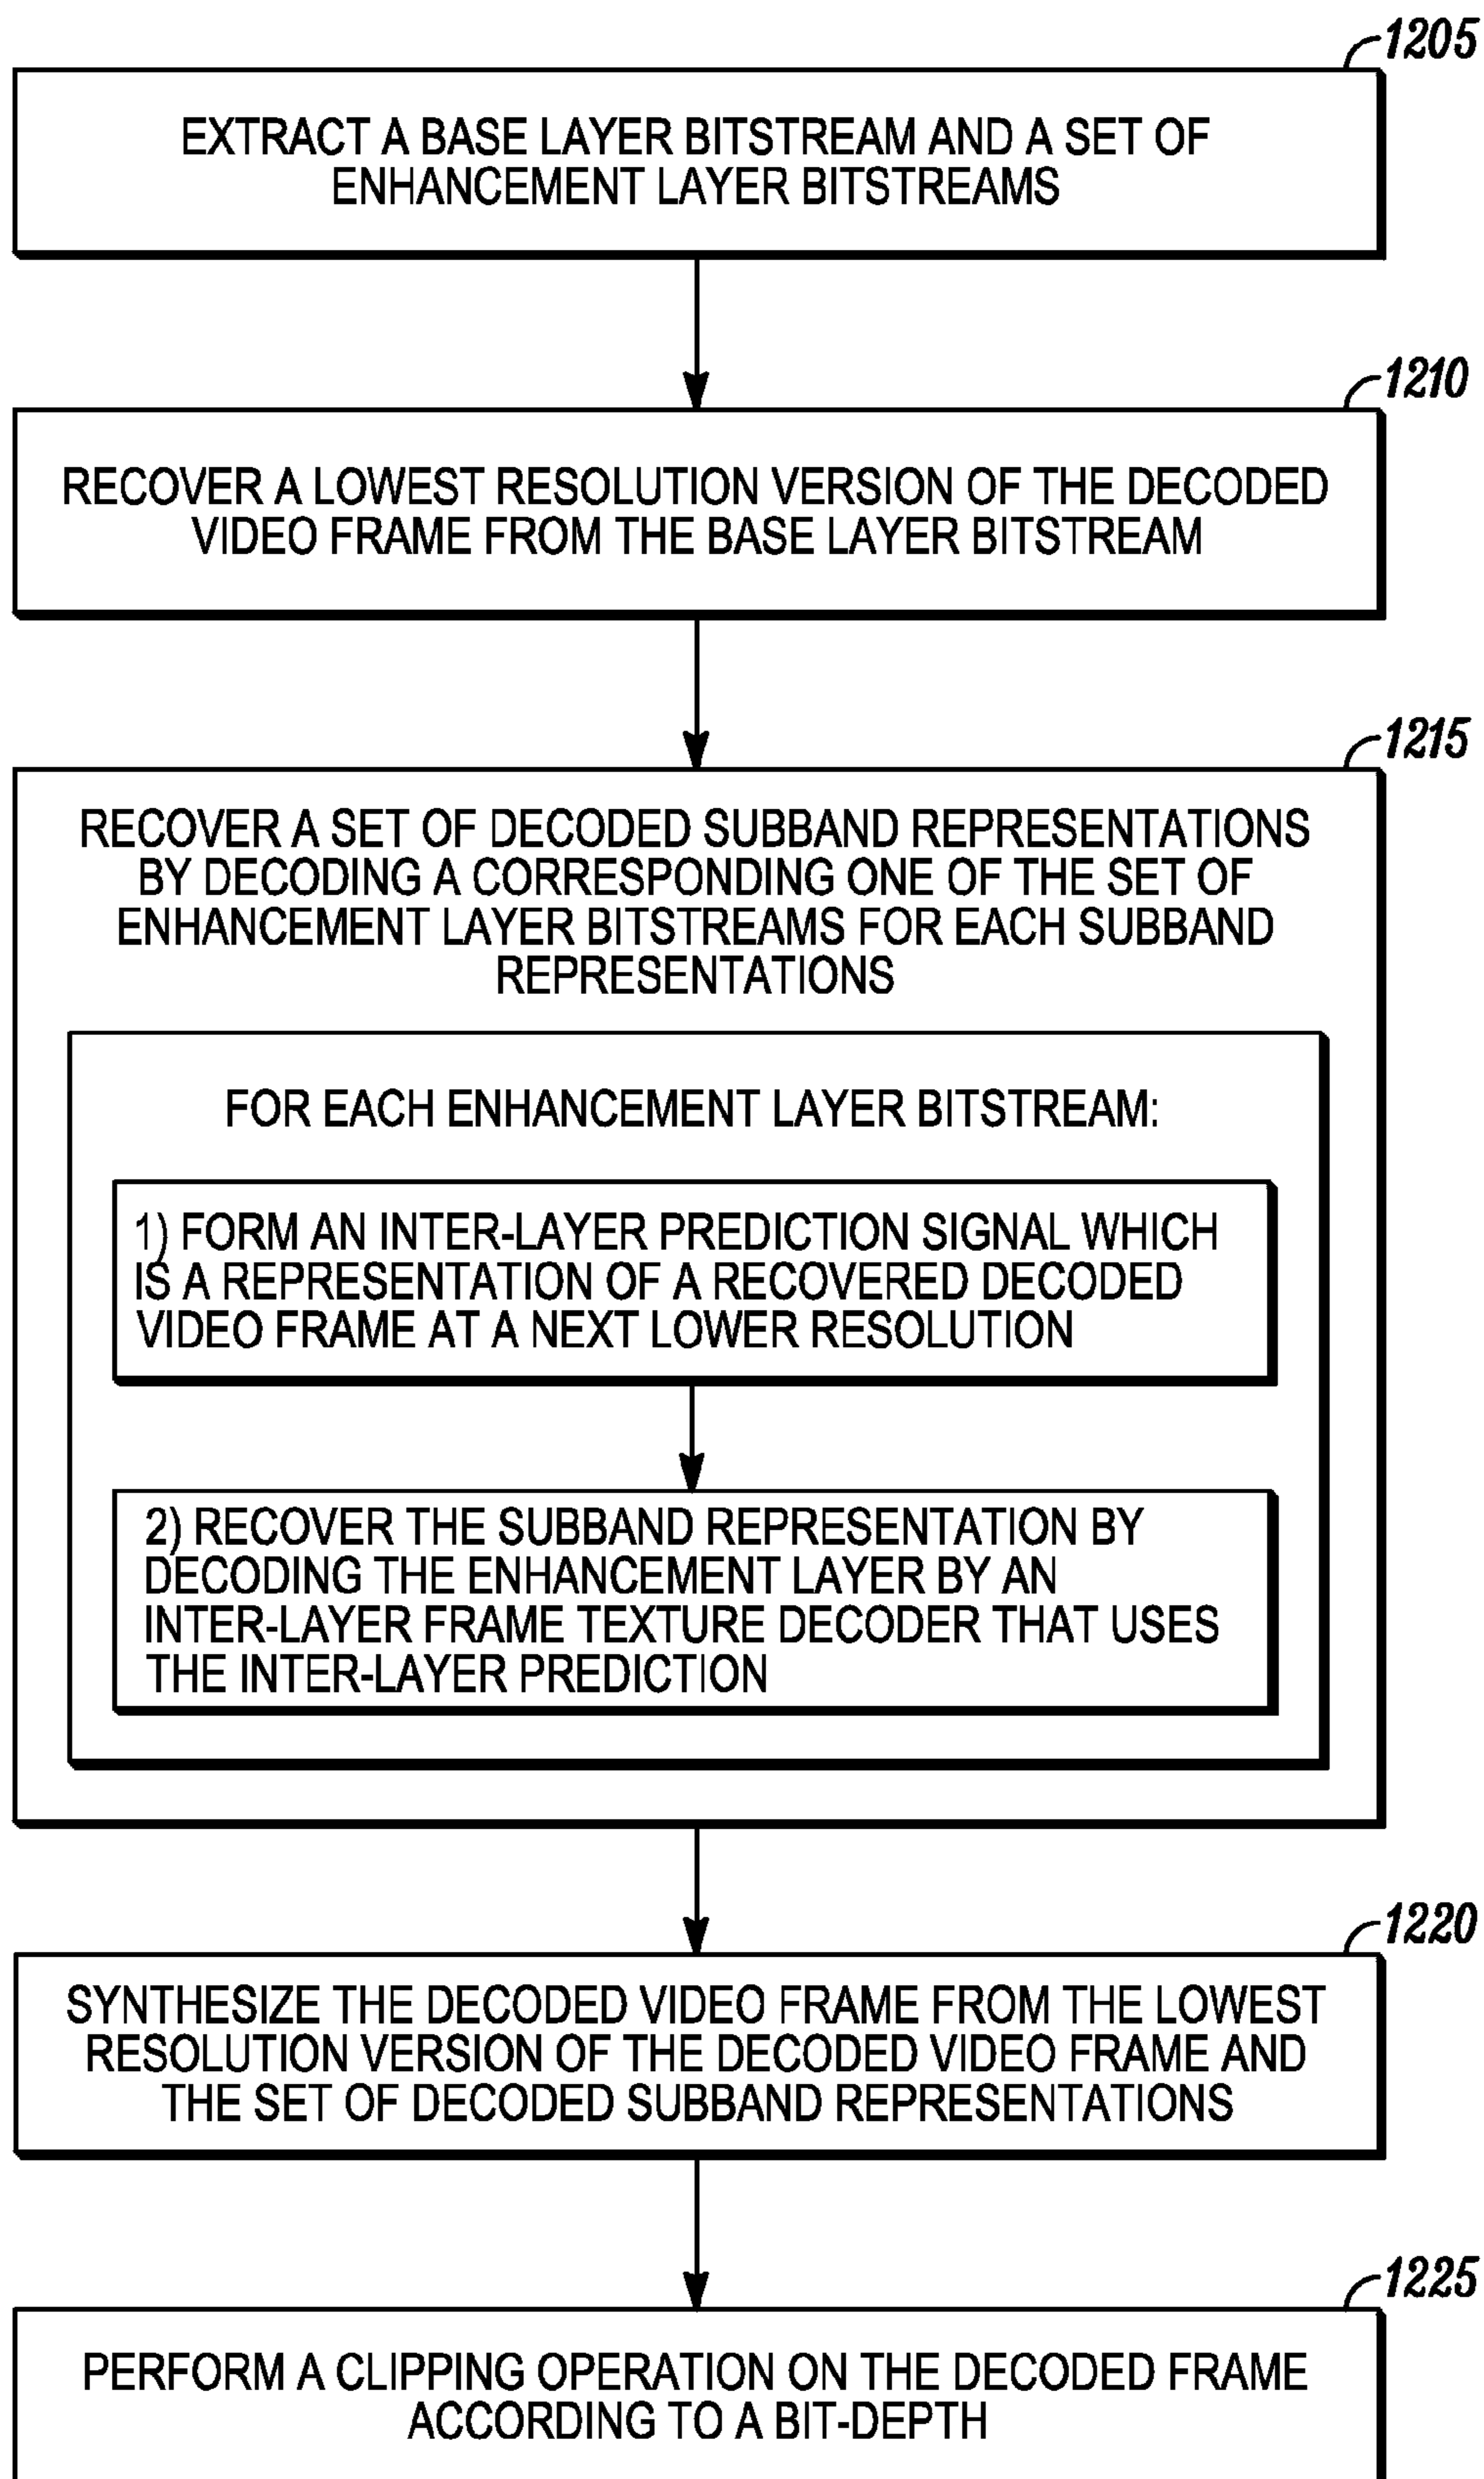 1205
EXTRACT A BASE LAYER BITSTREAM AND A SET OF
ENHANCEMENT LAYER BITSTREAMS
1210
RECOVER A LOWEST RESOLUTION VERSION OF THE DECODED
VIDEO FRAME FROM THE BASE LAYER BITSTREAM
1215
RECOVER A SET OF DECODED SUBBAND REPRESENTATIONS
BY DECODING A CORRESPONDING ONE OF THE SET OF
ENHANCEMENT LAYER BITSTREAMS FOR EACH SUBBAND
REPRESENTATIONS
FOR EACH ENHANCEMENT LAYER BITSTREAM:
1) FORM AN INTER-LAYER PREDICTION SIGNAL WHICH
IS A REPRESENTATION OF A RECOVERED DECODED
VIDEO FRAME AT A NEXT LOWER RESOLUTION
2) RECOVER THE SUBBAND REPRESENTATION BY
DECODING THE ENHANCEMENT LAYER BY AN
INTER-LAYER FRAME TEXTURE DECODER THAT USES
THE INTER-LAYER PREDICTION
1220
SYNTHESIZE THE DECODED VIDEO FRAME FROM THE LOWEST
RESOLUTION VERSION OF THE DECODED VIDEO FRAME AND
THE SET OF DECODED SUBBAND REPRESENTATIONS
1225
PERFORM A CLIPPING OPERATION ON THE DECODED FRAME
ACCORDING TO A BIT-DEPTH